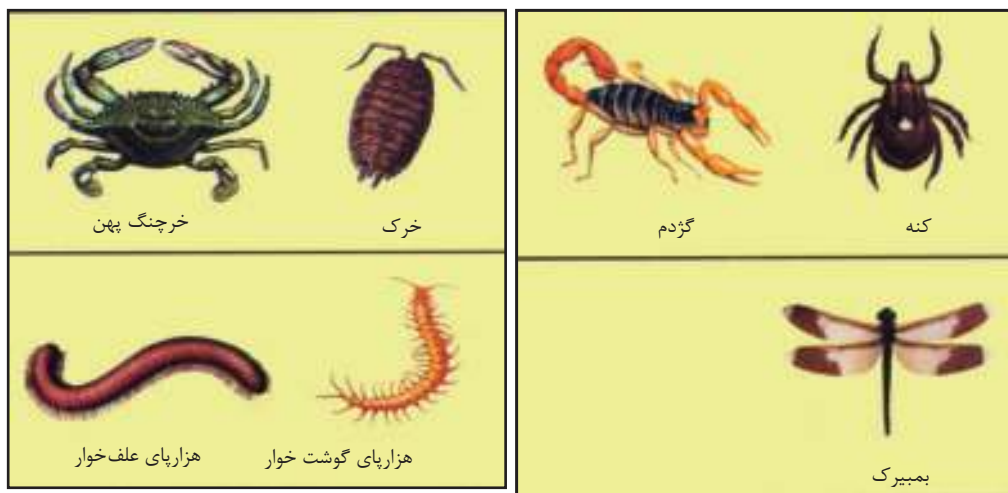 کنه
گژدم
بمبیرک
خرک
خرچنگ پهن
هزارپای گوشت خوار
هزارپای علف‌خوار